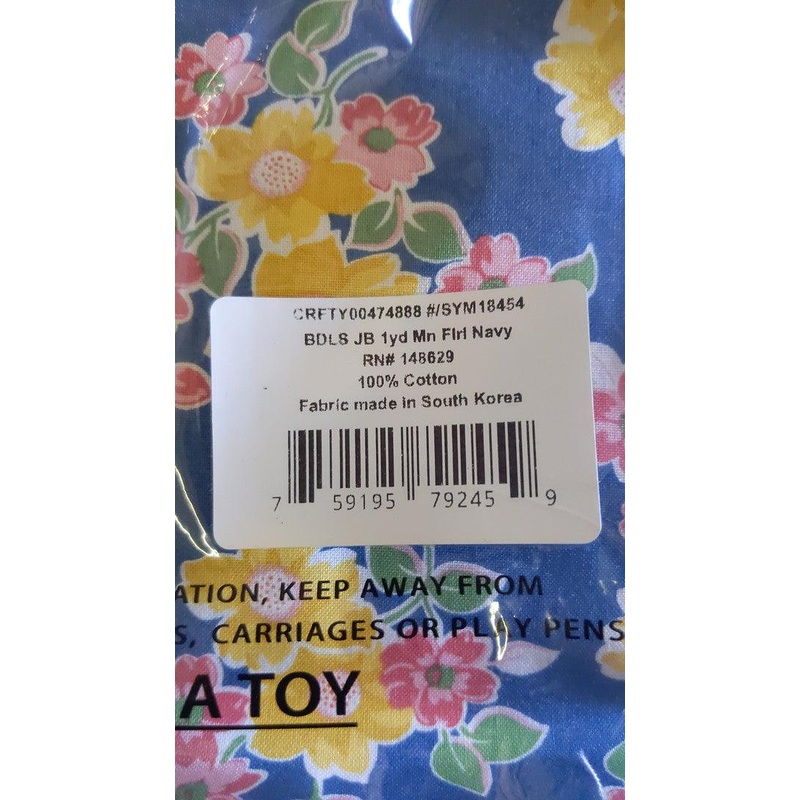 CRFTY00474888 #/SYM18454
BDLS JB 1yd Mn Flrl Navy
RN# 148629
100% Cotton
Fabric made in South Korea
7 59195 79245 9
ATION, KEEP AWAY FROM
S, CARRIAGES OR PLAY PENS
A TOY